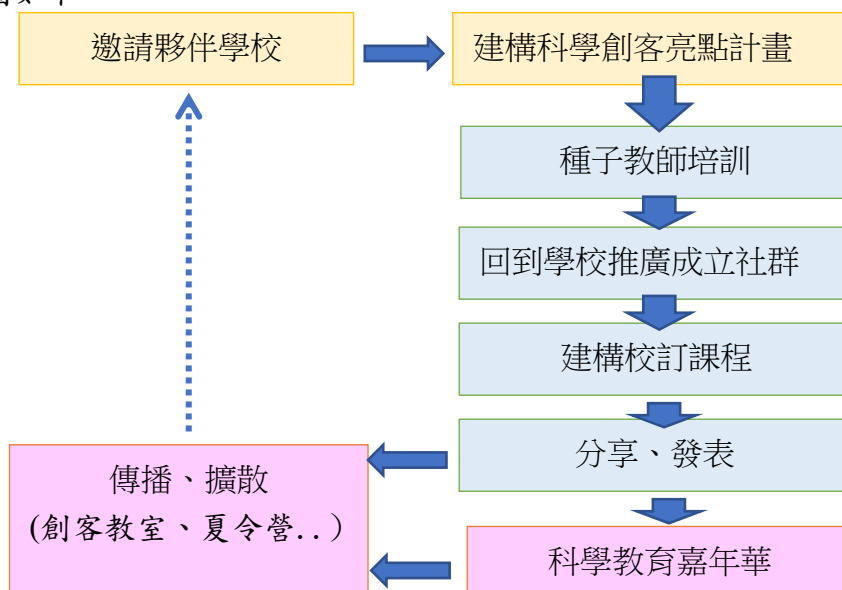 邀請夥伴學校
建構科學創客亮點計畫
種子教師培訓
回到學校推廣成立社群
建構校訂課程
分享、發表
傳播、擴散
(創客教室、夏令營..)
科學教育嘉年華